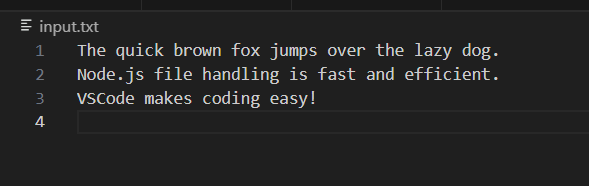 input.txt
1 The quick brown fox jumps over the lazy dog.
2 Node.js file handling is fast and efficient.
3 VSCode makes coding easy!
4